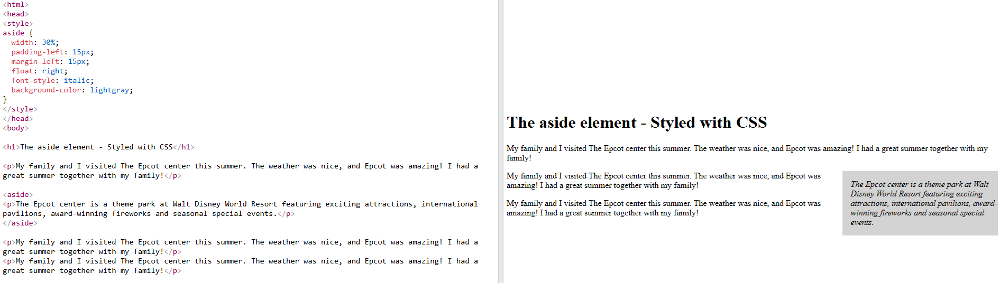 <html>
<head>
<style>
aside {
  width: 30%;
  padding-left: 15px;
  margin-left: 15px;
  float: right;
  font-style: italic;
  background-color: lightgray;
}
</style>
</head>
<body>
<h1>The aside element - Styled with CSS</h1>
<p>My family and I visited The Epcot center this summer. The weather was nice, and Epcot was amazing! I had a
great summer together with my family!</p>
<aside>
<p>The Epcot center is a theme park at Walt Disney World Resort featuring exciting attractions, international
pavilions, award-winning fireworks and seasonal special events.</p>
</aside>
<p>My family and I visited The Epcot center this summer. The weather was nice, and Epcot was amazing! I had a
great summer together with my family!</p>
<p>My family and I visited The Epcot center this summer. The weather was nice, and Epcot was amazing! I had a
great summer together with my family!</p>
The aside element - Styled with CSS
My family and I visited The Epcot center this summer. The weather was nice, and Epcot was amazing! I had a great summer together with my
family!
My family and I visited The Epcot center this summer. The weather was nice, and Epcot was
amazing! I had a great summer together with my family!
My family and I visited The Epcot center this summer. The weather was nice, and Epcot was
amazing! I had a great summer together with my family!
The Epcot center is a theme park at Walt
Disney World Resort featuring exciting
attractions, international pavilions, award-
winning fireworks and seasonal special
events.